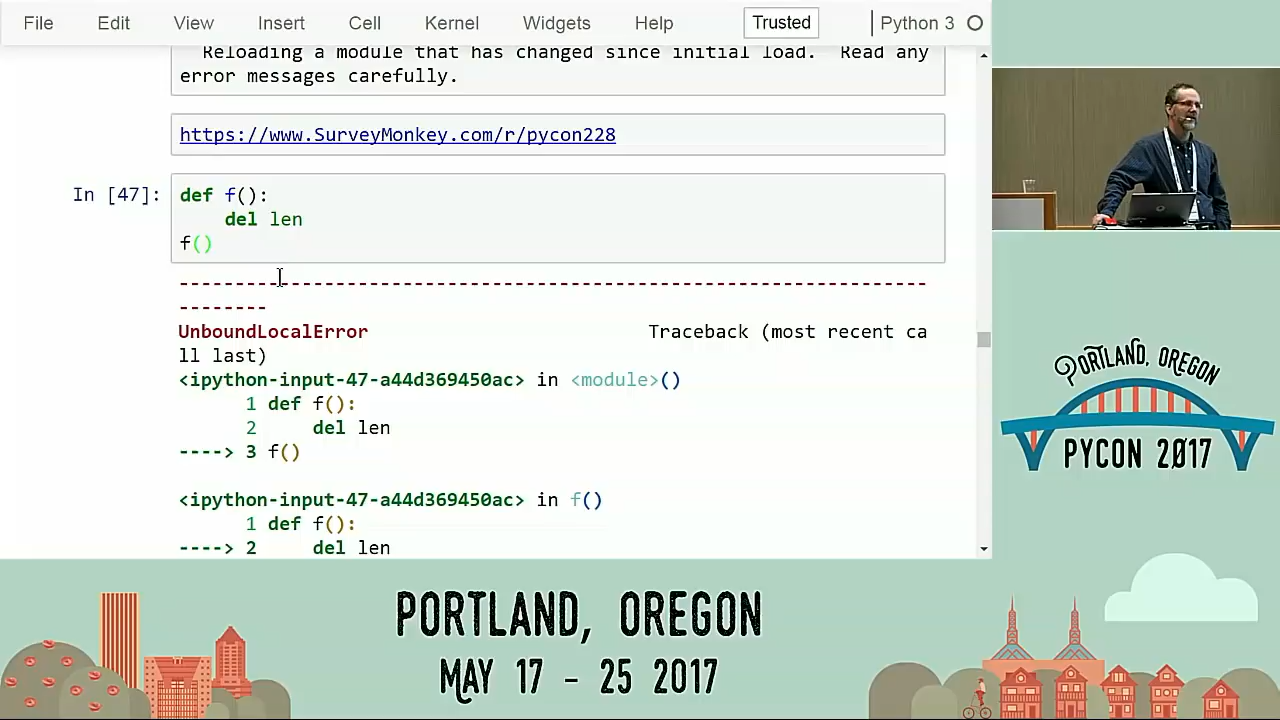 File Edit View Insert Cell Kernel Widgets Help Trusted Python 3
Reloading a module that has changed since initial load. Read any
error messages carefully.
https://www.SurveyMonkey.com/r/pycon228
In [47]: def f():
del len
f()
---------------------------------------------------------------------------
UnboundLocalError Traceback (most recent ca
ll last)
<ipython-input-47-a44d369450ac> in <module>()
1 def f():
2 del len
----> 3 f()
<ipython-input-47-a44d369450ac> in f()
1 def f():
----> 2 del len
PORTLAND, OREGON
PYCON 2017
PORTLAND, OREGON
MAY 17 - 25 2017